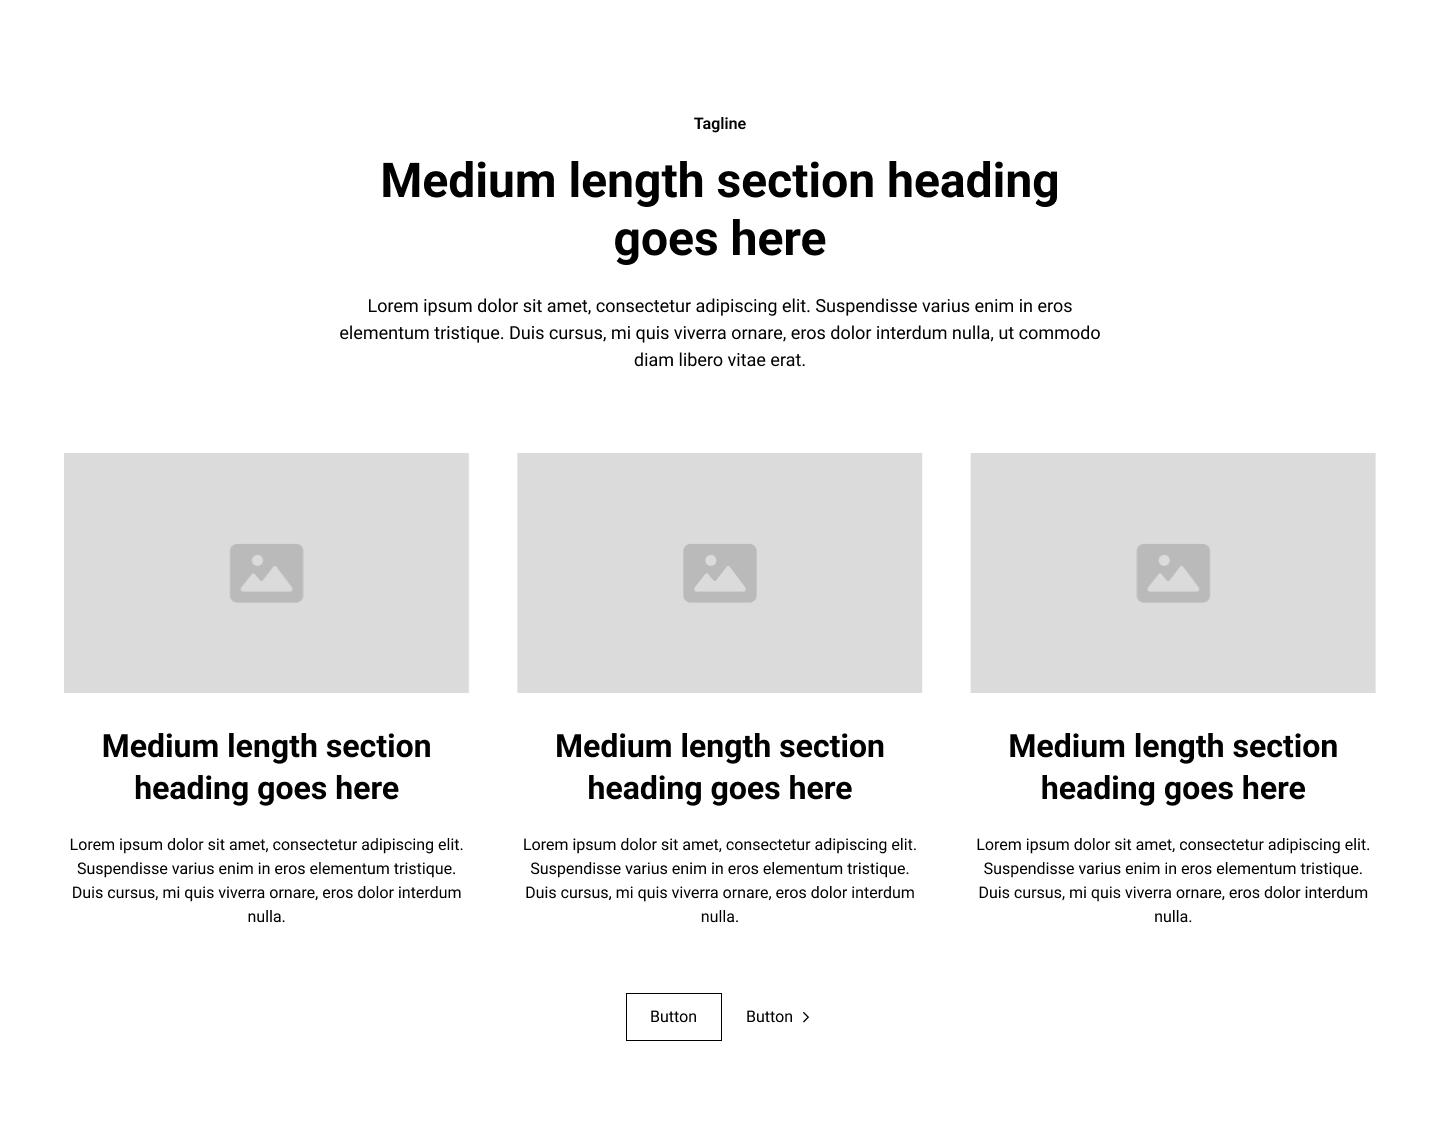 Tagline
Medium length section heading
goes here
Lorem ipsum dolor sit amet, consectetur adipiscing elit. Suspendisse varius enim in eros
elementum tristique. Duis cursus, mi quis viverra ornare, eros dolor interdum nulla, ut commodo
diam libero vitae erat.
Medium length section
heading goes here
Lorem ipsum dolor sit amet, consectetur adipiscing elit.
Suspendisse varius enim in eros elementum tristique.
Duis cursus, mi quis viverra ornare, eros dolor interdum
nulla.
Medium length section
heading goes here
Lorem ipsum dolor sit amet, consectetur adipiscing elit.
Suspendisse varius enim in eros elementum tristique.
Duis cursus, mi quis viverra ornare, eros dolor interdum
nulla.
Medium length section
heading goes here
Lorem ipsum dolor sit amet, consectetur adipiscing elit.
Suspendisse varius enim in eros elementum tristique.
Duis cursus, mi quis viverra ornare, eros dolor interdum
nulla.
Button
Button